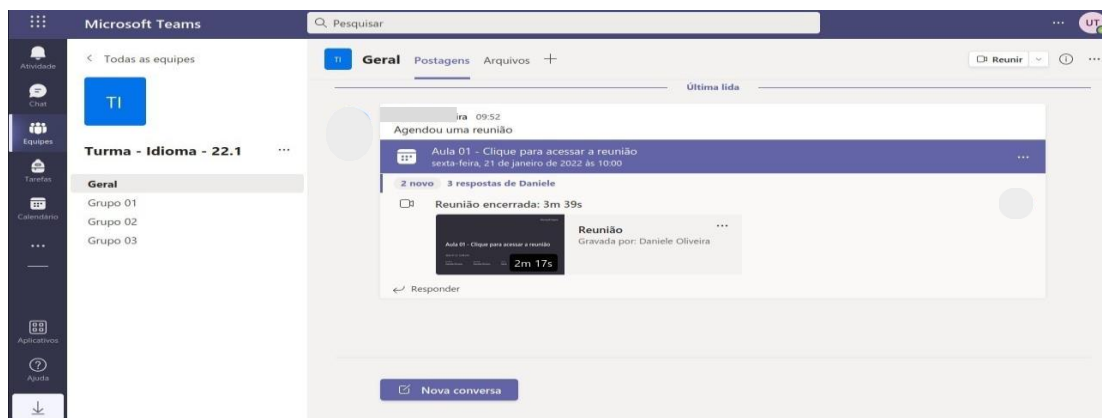 Microsoft Teams
Pesquisar
UT
Atividade
Chat
Equipes
Tarefas
Calendário
Aplicativos
Ajuda
Todas as equipes
TI
Turma - Idioma - 22.1
Geral
Grupo 01
Grupo 02
Grupo 03
TI Geral Postagens Arquivos
Reunir
Última lida
ira 09:52
Agendou uma reunião
Aula 01 - Clique para acessar a reunião
sexta-feira, 21 de janeiro de 2022 às 10:00
2 novo 3 respostas de Daniele
Reunião encerrada: 3m 39s
Aula 01 - Clique para acessar a reunião
2m 17s
Reunião
Gravada por: Daniele Oliveira
Responder
Nova conversa